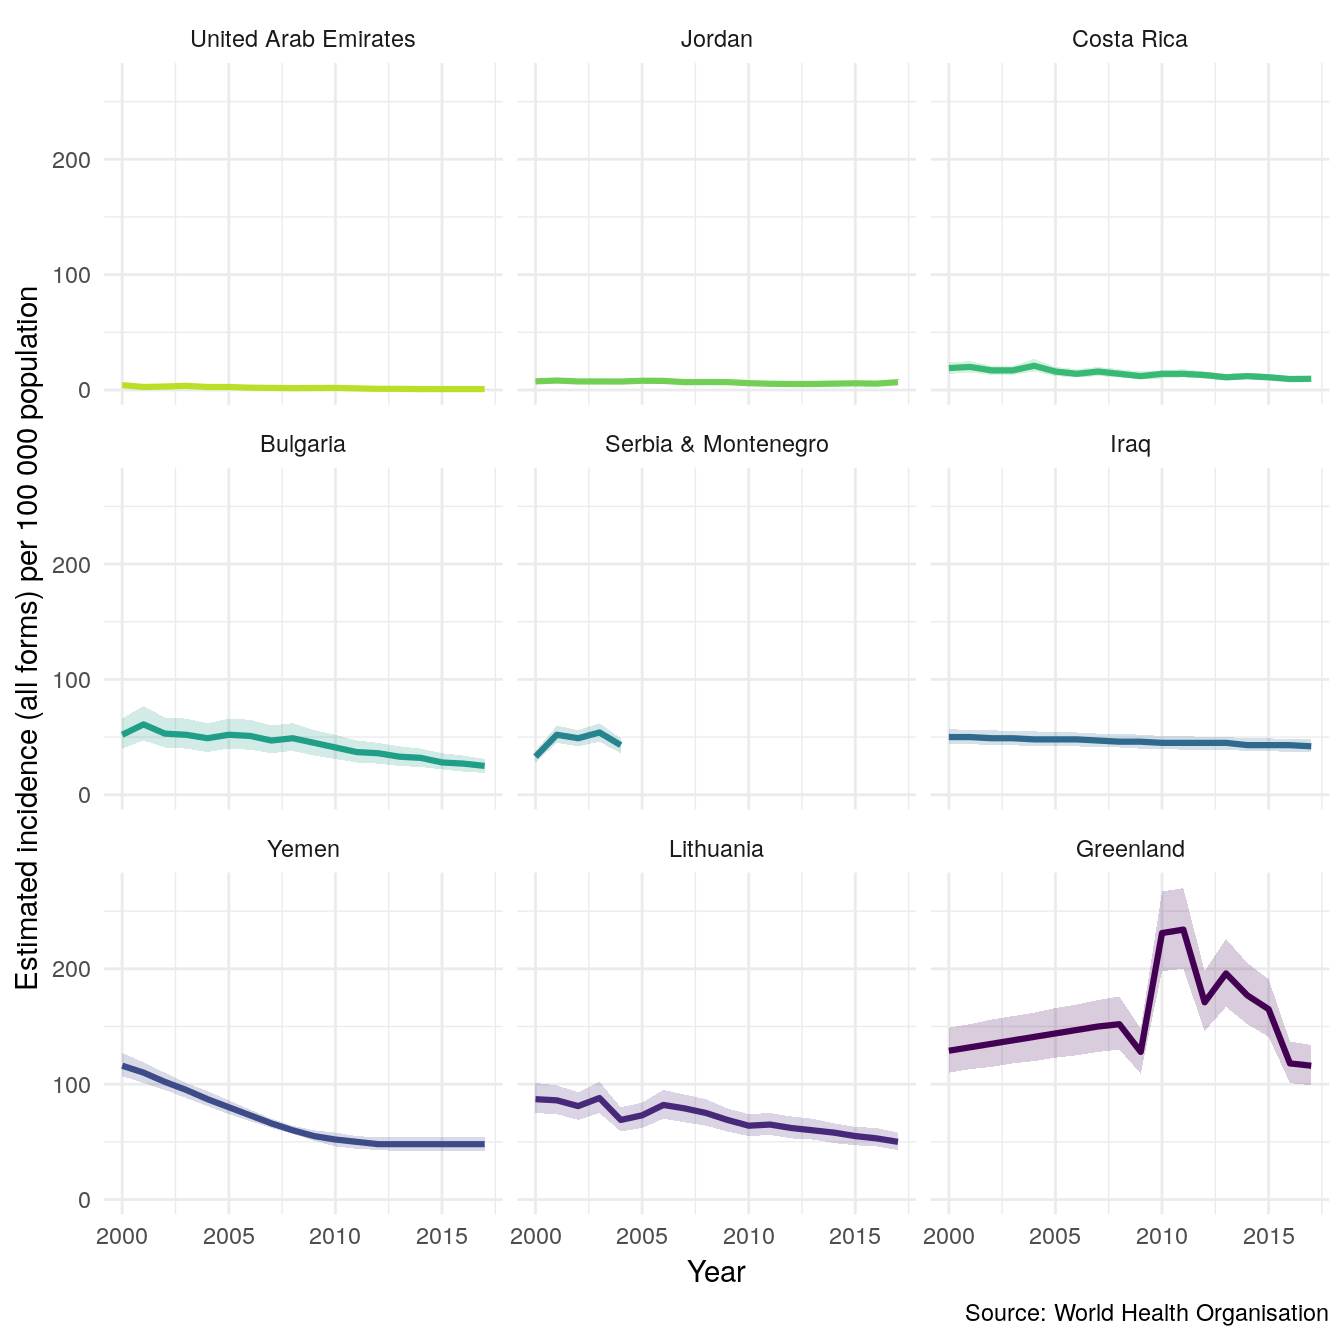 United Arab Emirates
Jordan
Costa Rica
200
100
0
Bulgaria
Serbia & Montenegro
Iraq
200
100
0
Yemen
Lithuania
Greenland
200
100
0
2000 2005 2010 2015
2000 2005 2010 2015
2000 2005 2010 2015
Estimated incidence (all forms) per 100 000 population
Year
Source: World Health Organisation